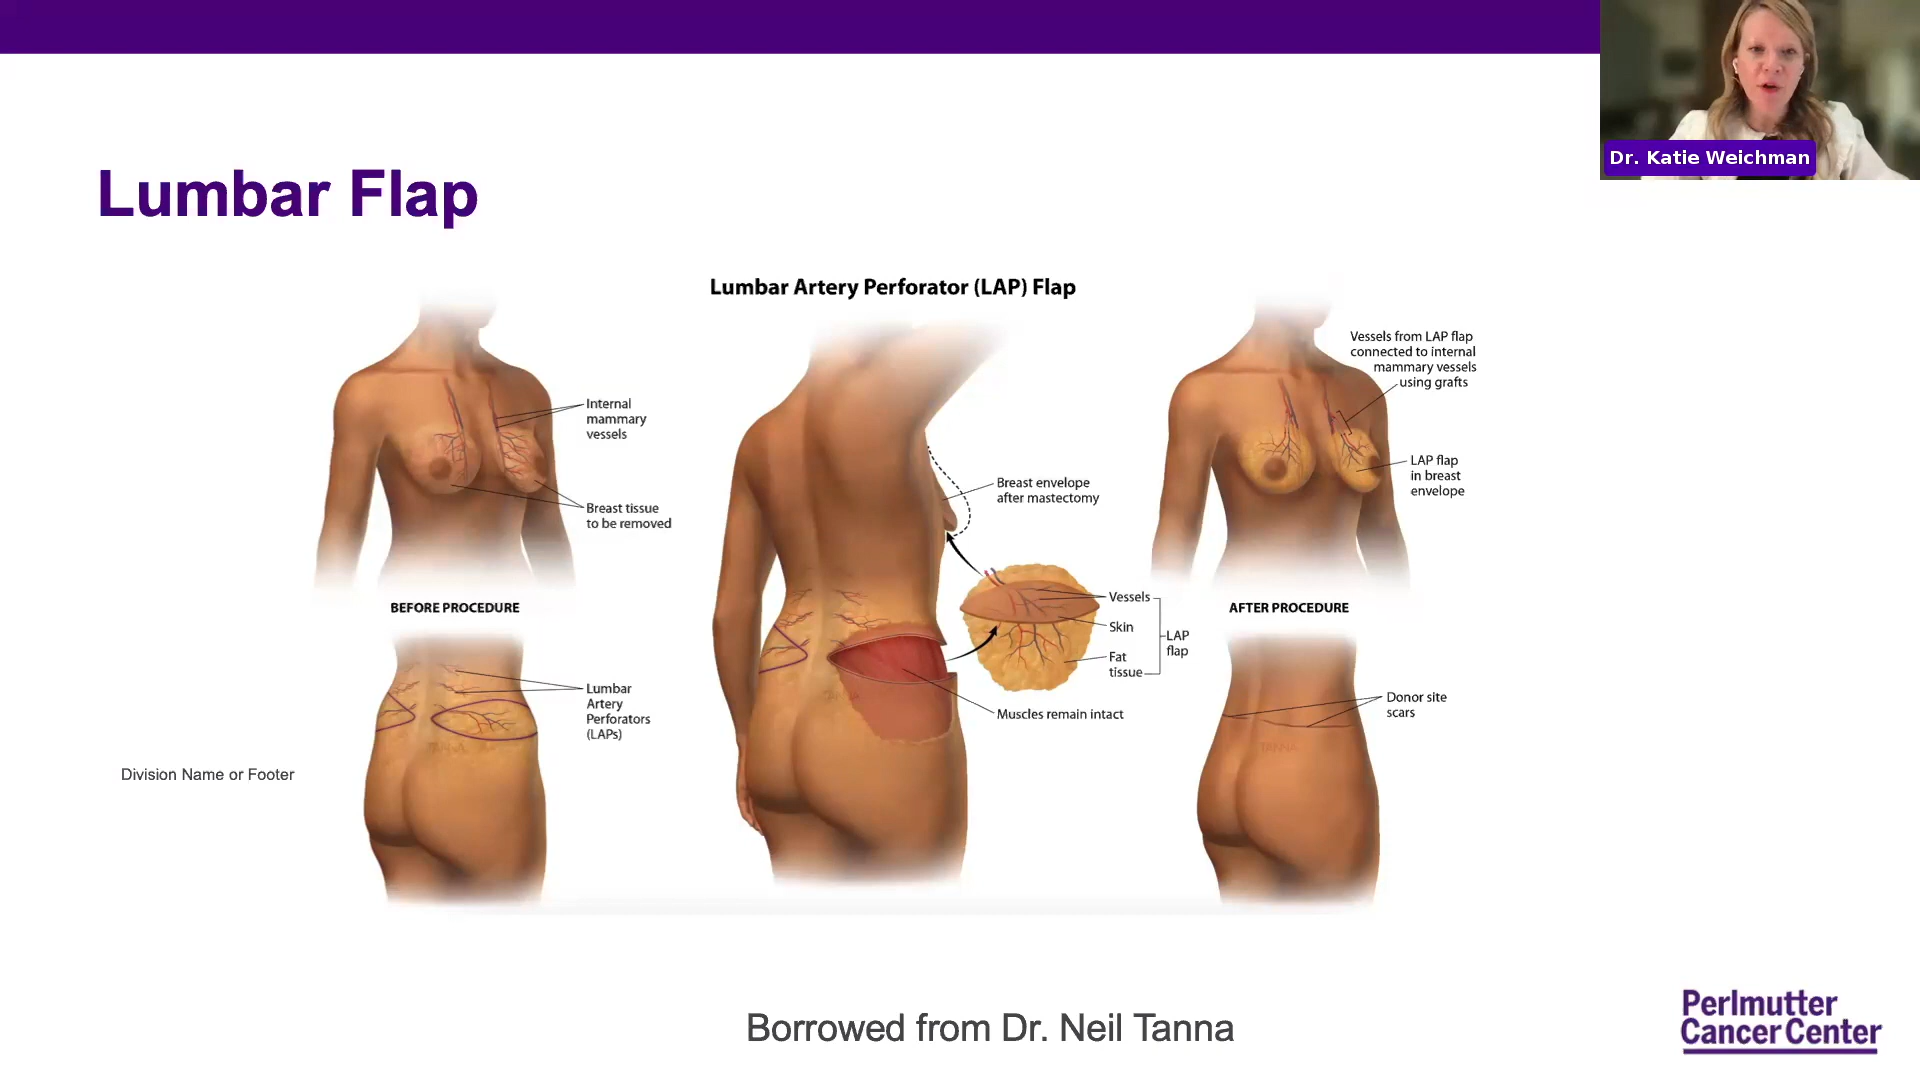 Dr. Katie Weichman
Lumbar Flap
Lumbar Artery Perforator (LAP) Flap
Internal
mammary
vessels
Breast tissue
to be removed
BEFORE PROCEDURE
Lumbar
Artery
Perforators
(LAPs)
Breast envelope
after mastectomy
Vessels
Skin
Fat
tissue
LAP
flap
Muscles remain intact
Vessels from LAP flap
connected to internal
mammary vessels
using grafts
LAP flap
in breast
envelope
AFTER PROCEDURE
Donor site
scars
TANNA
Division Name or Footer
Borrowed from Dr. Neil Tanna
Perlmutter
Cancer Center